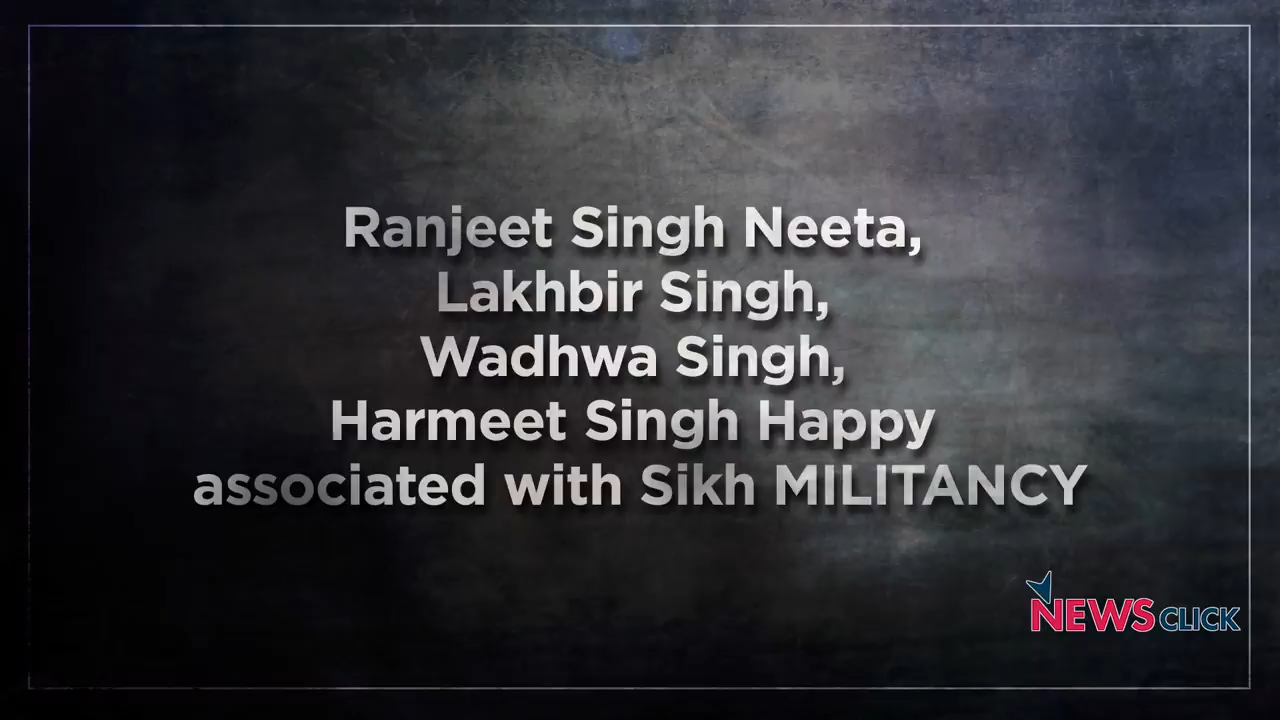 Ranjeet Singh Neeta,
Lakhbir Singh,
Wadhwa Singh,
Harmeet Singh Happy
associated with Sikh MILITANCY
NEWSCLICK